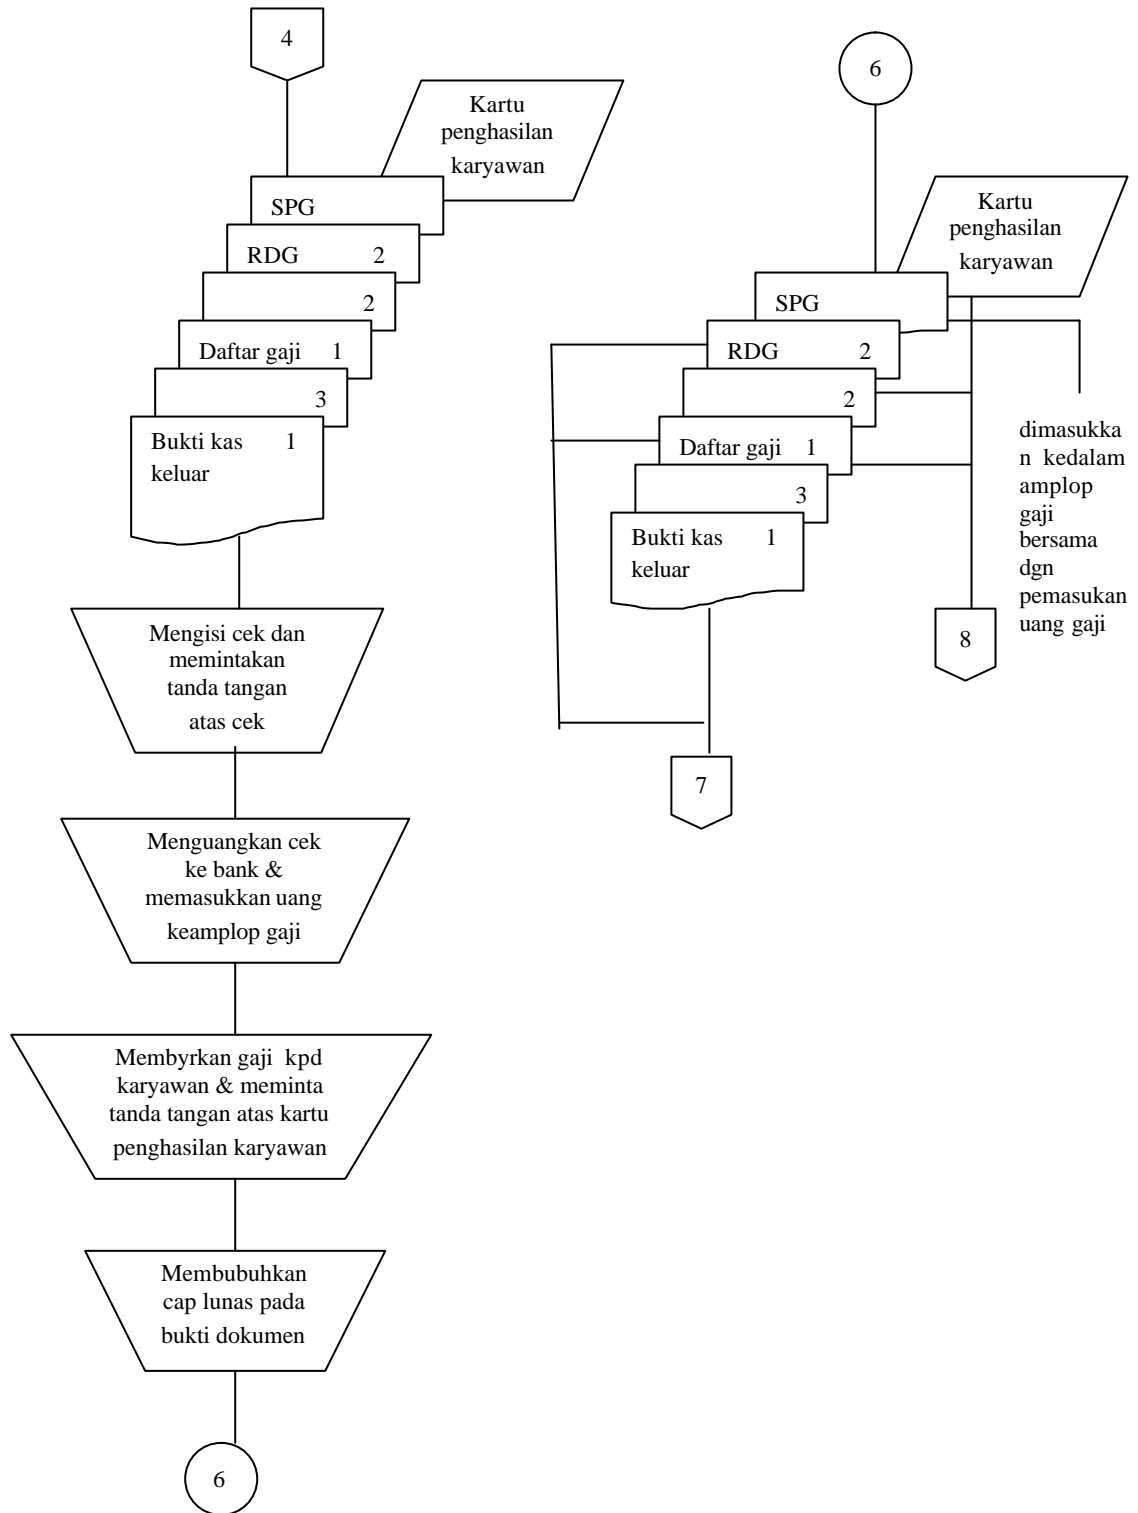 4
Kartu
penghasilan
karyawan
SPG
RDG 2
2
Daftar gaji 1
3
Bukti kas 1
keluar
Mengisi cek dan
memintakan
tanda tangan
atas cek
Menguangkan cek
ke bank &
memasukkan uang
keamplop gaji
Membyrkan gaji kpd
karyawan & meminta
tanda tangan atas kartu
penghasilan karyawan
Membubuhkan
cap lunas pada
bukti dokumen
6
6
Kartu
penghasilan
karyawan
SPG
RDG 2
2
Daftar gaji 1
3
Bukti kas 1
keluar
dimasukka
n kedalam
amplop
gaji
bersama
dgn
pemasukan
uang gaji
8
7